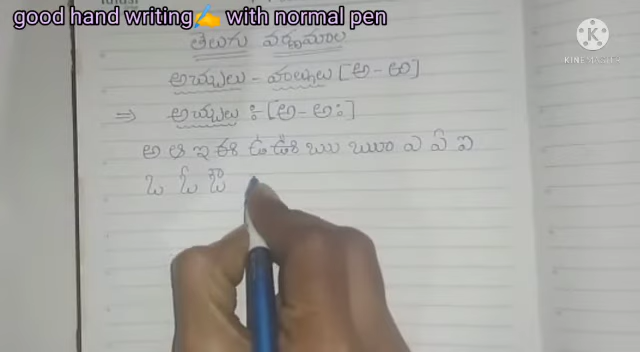 good hand writing✍ with normal pen
తెలుగు వర్ణమాల
అచ్చులు - హల్లులు [అ - ఱ]
⇒ అచ్చులు ః [అ - అః]
అ ఆ ఇ ఈ ఉ ఊ ఋ ౠ ఎ ఏ ఐ
ఒ ఓ ఔ
KINEMASTER